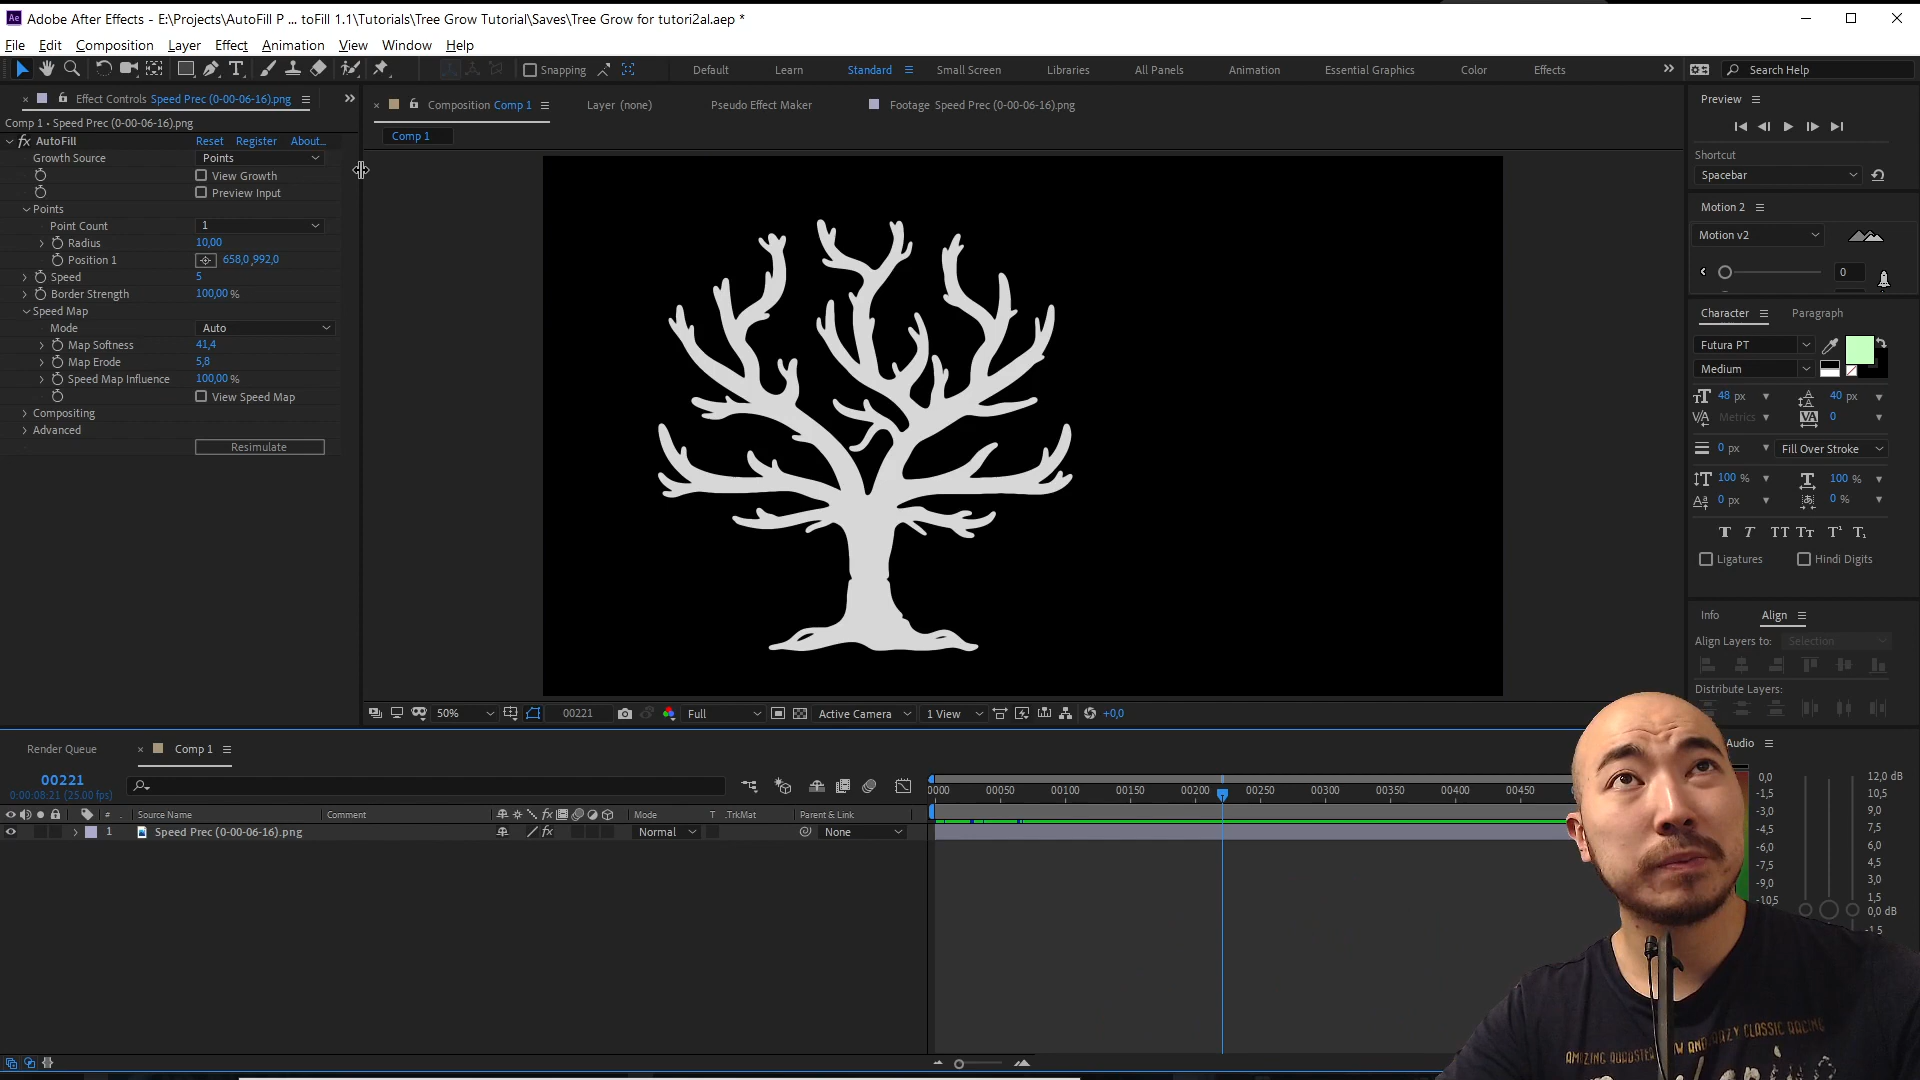 Adobe After Effects - E:\Projects\AutoFill P ... toFill 1.1\Tutorials\Tree Grow Tutorial\Saves\Tree Grow for tutori2al.aep *
File Edit Composition Layer Effect Animation View Window Help
Snapping Default Learn Standard Small Screen Libraries All Panels Animation Essential Graphics Color Effects Search Help
Effect Controls Speed Prec (0-00-06-16).png
Composition Comp 1 Layer (none) Pseudo Effect Maker Footage Speed Prec (0-00-06-16).png
Comp 1 • Speed Prec (0-00-06-16).png
Comp 1
fx AutoFill Reset Register About...
Growth Source Points
View Growth
Preview Input
Points
Point Count 1
Radius 10,00
Position 1 658,0,992,0
Speed 5
Border Strength 100,00 %
Speed Map
Mode Auto
Map Softness 41,4
Map Erode 5,8
Speed Map Influence 100,00 %
View Speed Map
Compositing
Advanced
Resimulate
50% 00221 Full Active Camera 1 View +0,0
Preview
Shortcut
Spacebar
Motion 2
Motion v2
0
Character Paragraph
Futura PT
Medium
48 px 40 px
Metrics 0
0 px Fill Over Stroke
100 % 100 %
0 px 0 %
T T TT Tt T¹ T₁
Ligatures Hindi Digits
Info Align
Align Layers to: Selection
Distribute Layers:
Render Queue Comp 1
00221
0:00:08:21 (25.00 fps)
0000 00050 00100 00150 00200 00250 00300 00350 00400 00450
# Source Name Comment Mode T .TrkMat Parent & Link
1 Speed Prec (0-00-06-16).png Normal None
Audio
0,0
-1,5
-3,0
-4,5
-6,0
-7,5
-9,0
-10,5
12,0 dB
10,5
9,0
7,5
6,0
4,5
3,0
1,5
0,0 dB
-1,5